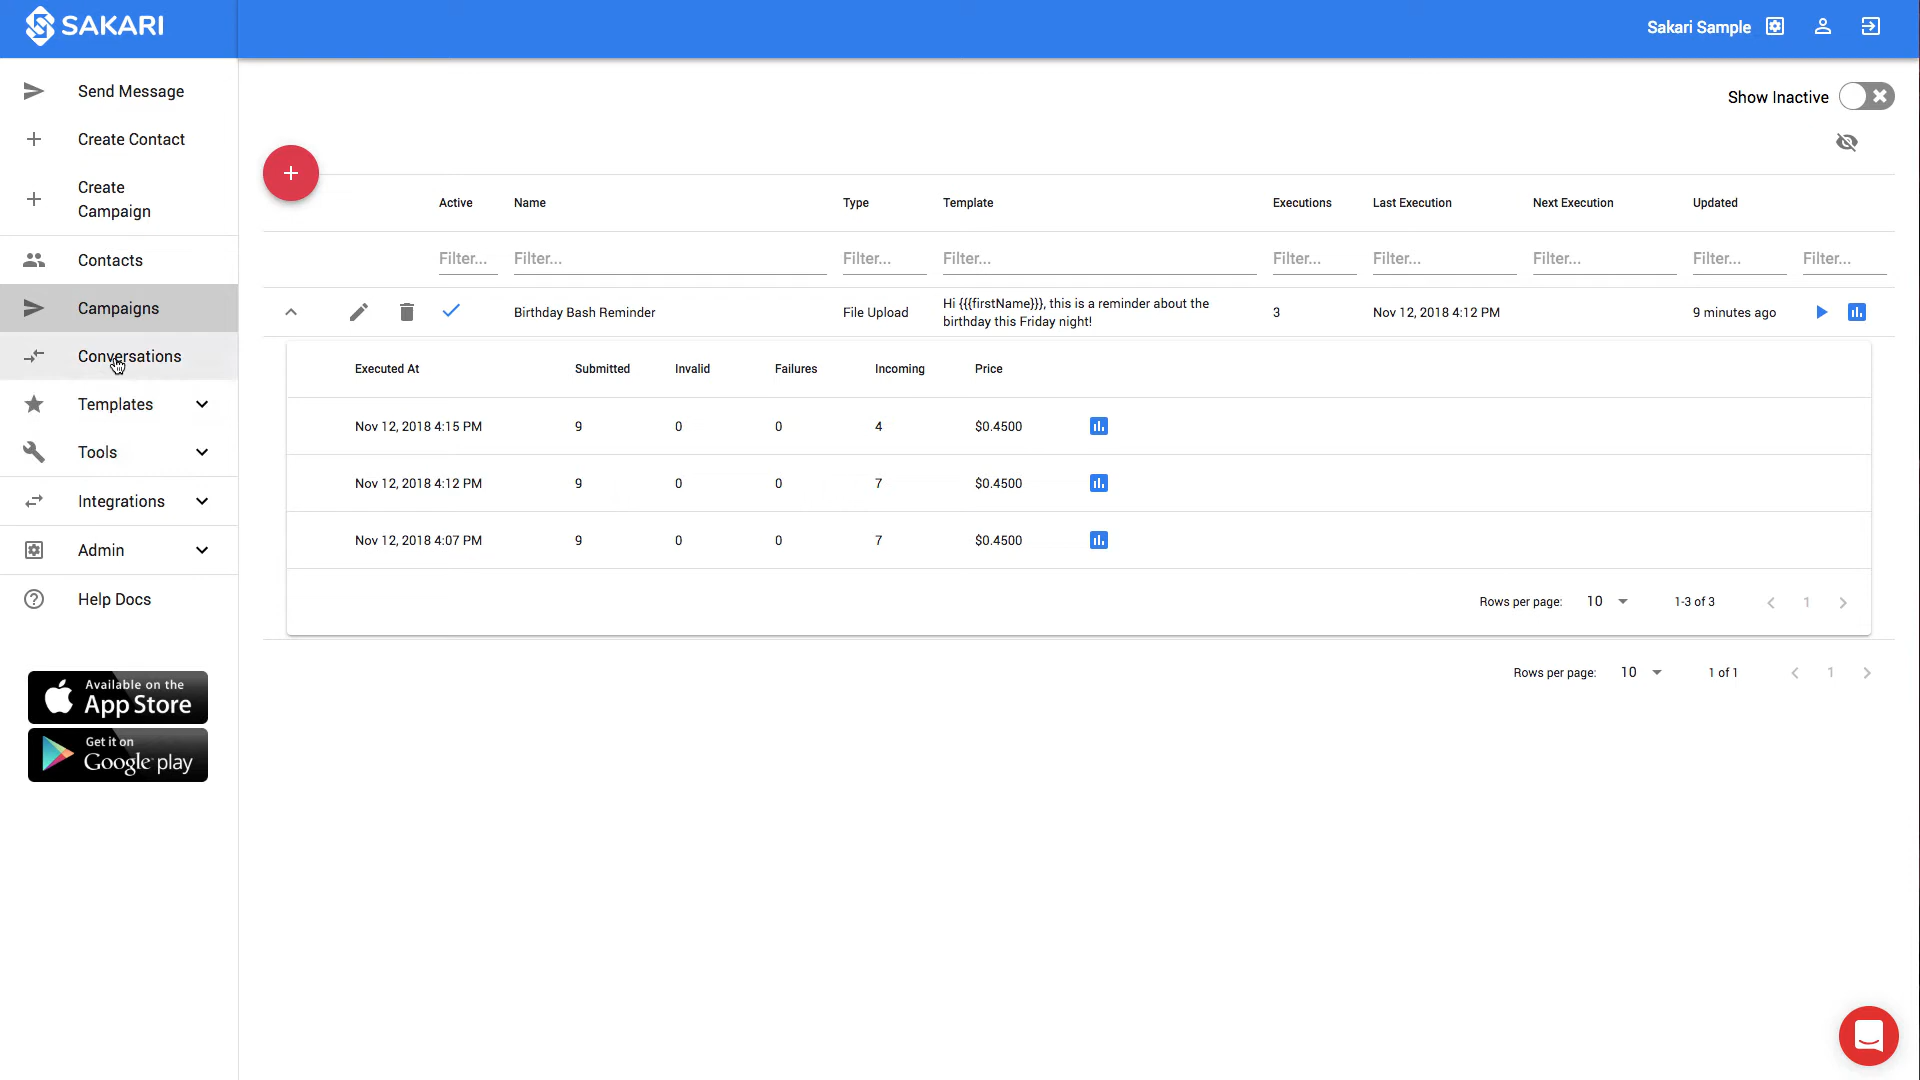 SAKARI
Sakari Sample
Send Message
Create Contact
Create
Campaign
Contacts
Campaigns
Conversations
Templates
Tools
Integrations
Admin
Help Docs
Available on the
App Store
Get it on
Google play
Show Inactive
Active Name Type Template Executions Last Execution Next Execution Updated
Filter... Filter... Filter... Filter... Filter... Filter... Filter... Filter... Filter...
Birthday Bash Reminder File Upload Hi {{{firstName}}}, this is a reminder about the 3 Nov 12, 2018 4:12 PM 9 minutes ago
birthday this Friday night!
Executed At Submitted Invalid Failures Incoming Price
Nov 12, 2018 4:15 PM 9 0 0 4 $0.4500
Nov 12, 2018 4:12 PM 9 0 0 7 $0.4500
Nov 12, 2018 4:07 PM 9 0 0 7 $0.4500
Rows per page: 10 1-3 of 3 1
Rows per page: 10 1 of 1 1